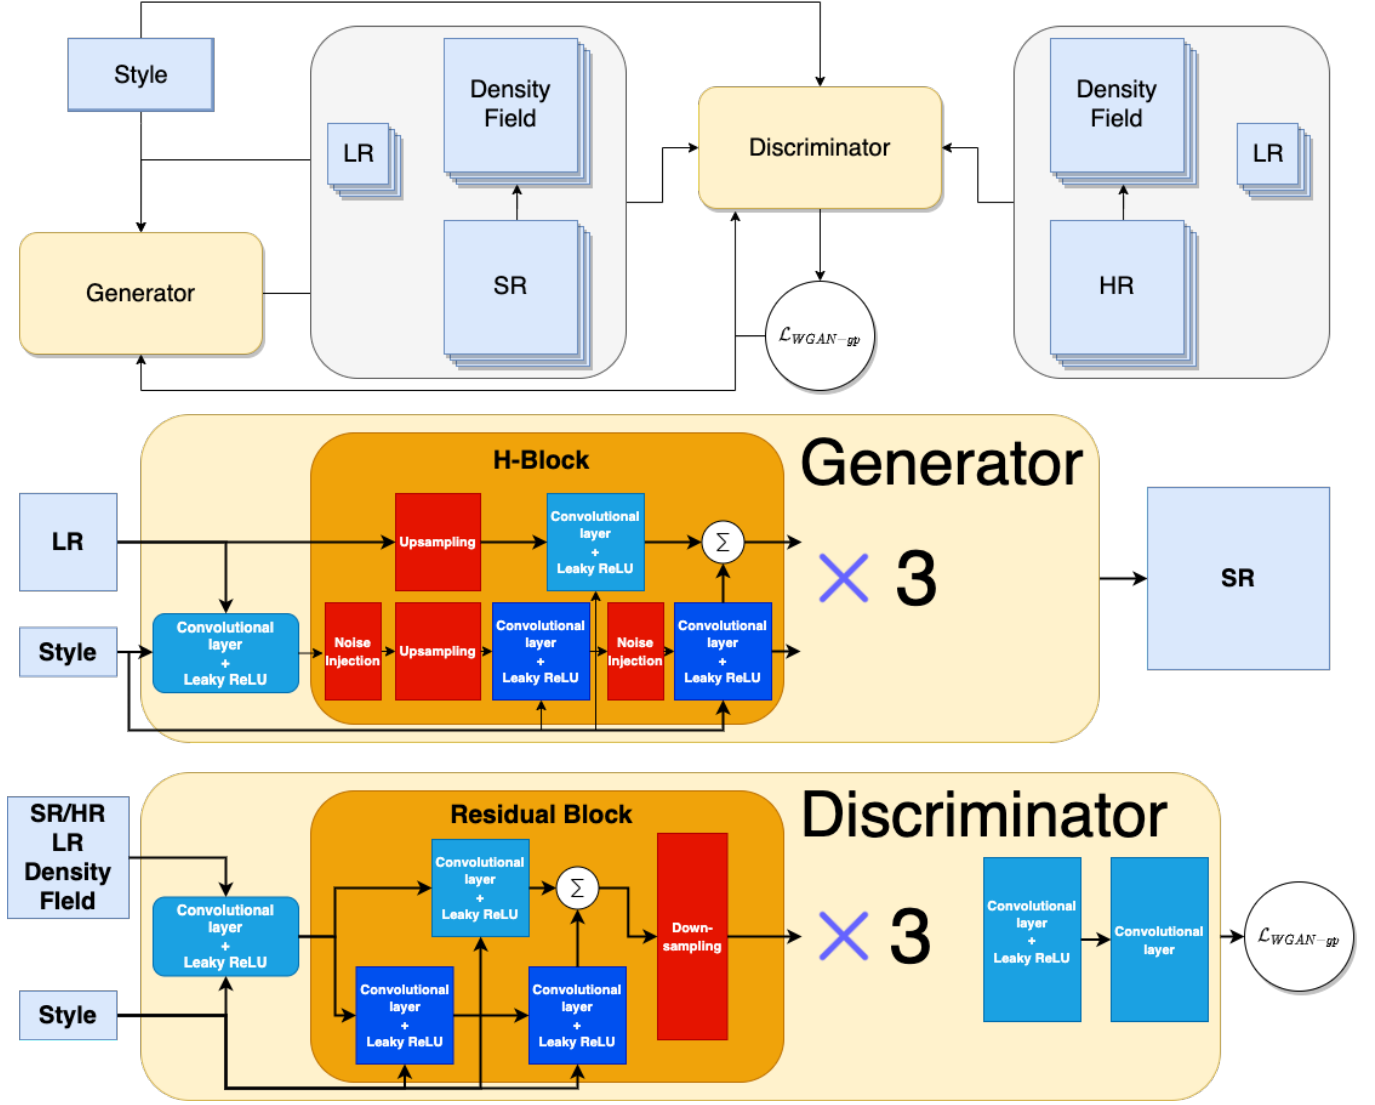 Style
Density
Field
LR
SR
Generator
Discriminator
ℒWGAN−gp
Density
Field
LR
HR
Generator
H-Block
LR
Style
Upsampling
Convolutional
layer
+
Leaky ReLU
Σ
Convolutional
layer
+
Leaky ReLU
Noise
Injection
Upsampling
Convolutional
layer
+
Leaky ReLU
Noise
Injection
Convolutional
layer
+
Leaky ReLU
× 3
SR
Discriminator
Residual Block
SR/HR
LR
Density
FIeld
Style
Convolutional
layer
+
Leaky ReLU
Convolutional
layer
+
Leaky ReLU
Σ
Convolutional
layer
+
Leaky ReLU
Convolutional
layer
+
Leaky ReLU
Down-
sampling
× 3
Convolutional
layer
+
Leaky ReLU
Convolutional
layer
ℒWGAN−gp